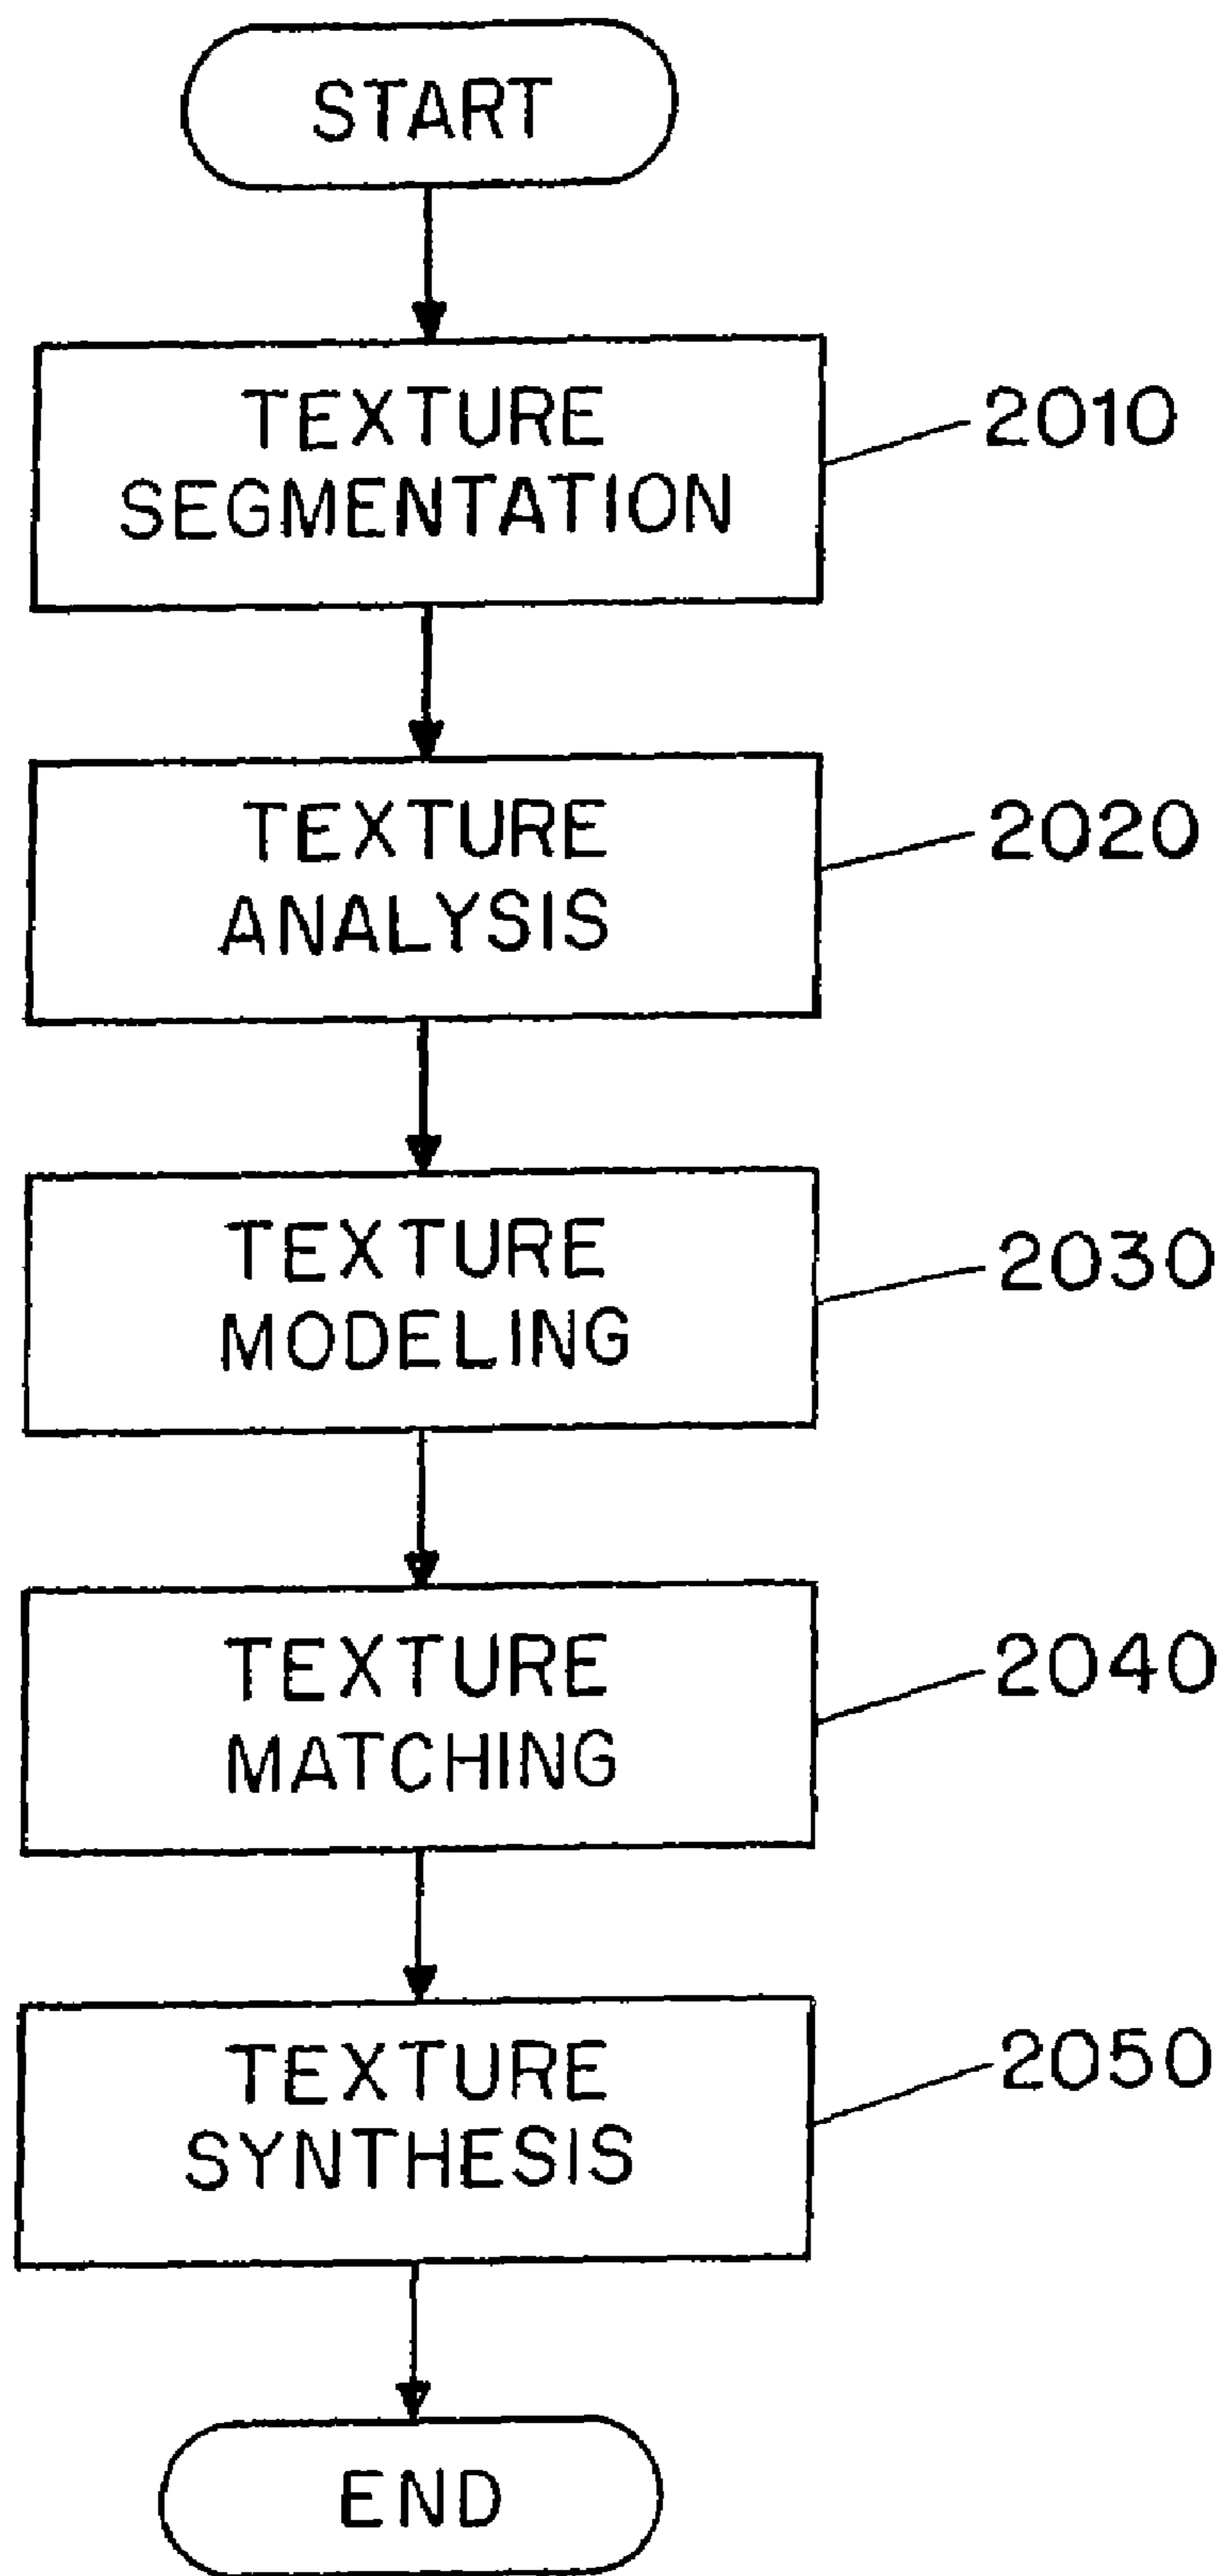 START
TEXTURE
SEGMENTATION
2010
TEXTURE
ANALYSIS
2020
TEXTURE
MODELING
2030
TEXTURE
MATCHING
2040
TEXTURE
SYNTHESIS
2050
END